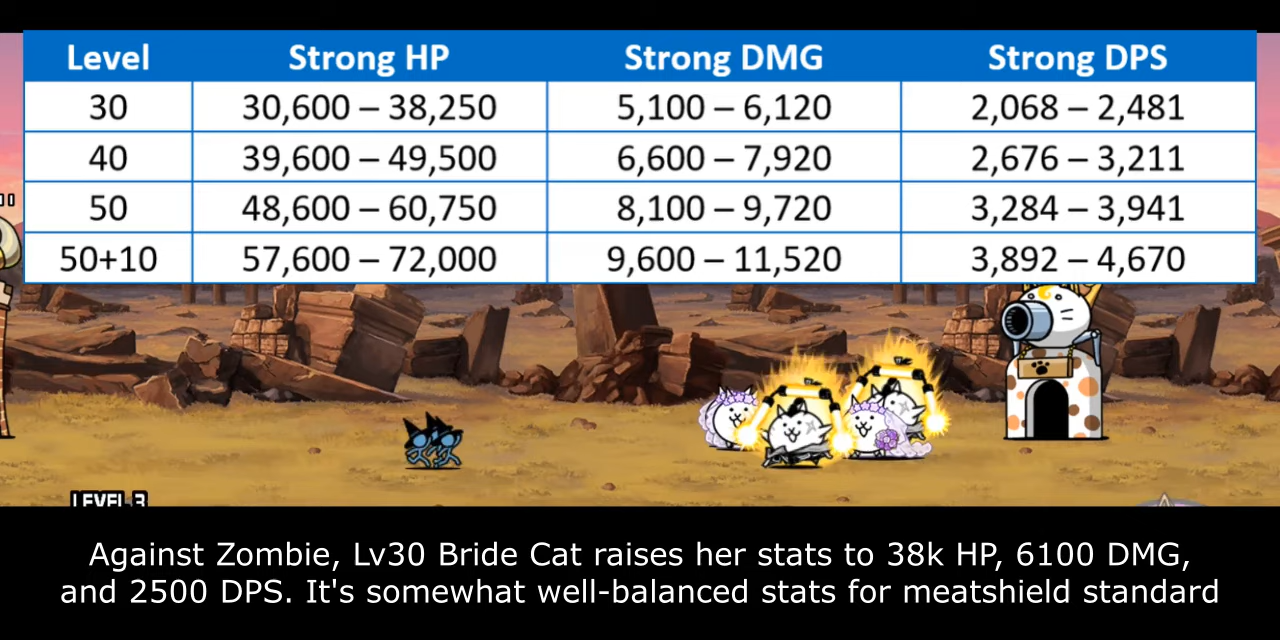 Level Strong HP Strong DMG Strong DPS
30 30,600 – 38,250 5,100 – 6,120 2,068 – 2,481
40 39,600 – 49,500 6,600 – 7,920 2,676 – 3,211
50 48,600 – 60,750 8,100 – 9,720 3,284 – 3,941
50+10 57,600 – 72,000 9,600 – 11,520 3,892 – 4,670
LEVEL 3
Against Zombie, Lv30 Bride Cat raises her stats to 38k HP, 6100 DMG,
and 2500 DPS. It's somewhat well-balanced stats for meatshield standard